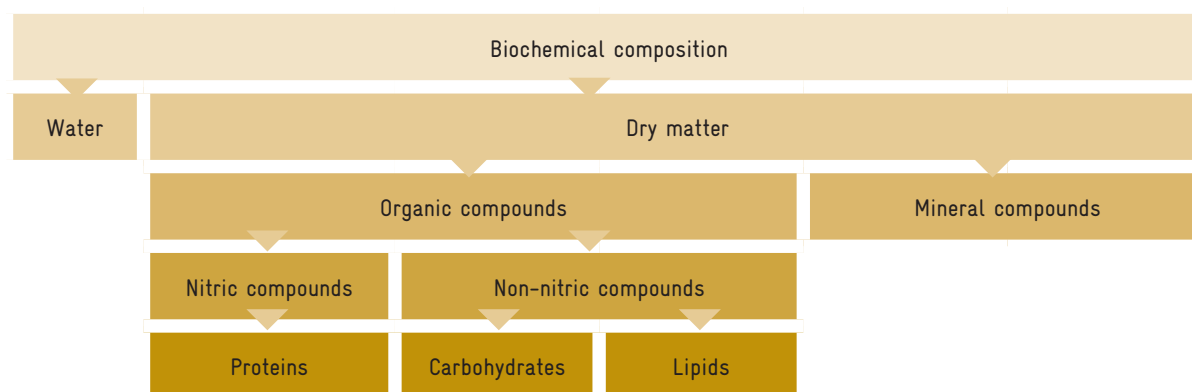 Biochemical composition
Water
Dry matter
Organic compounds
Mineral compounds
Nitric compounds
Non-nitric compounds
Proteins
Carbohydrates
Lipids